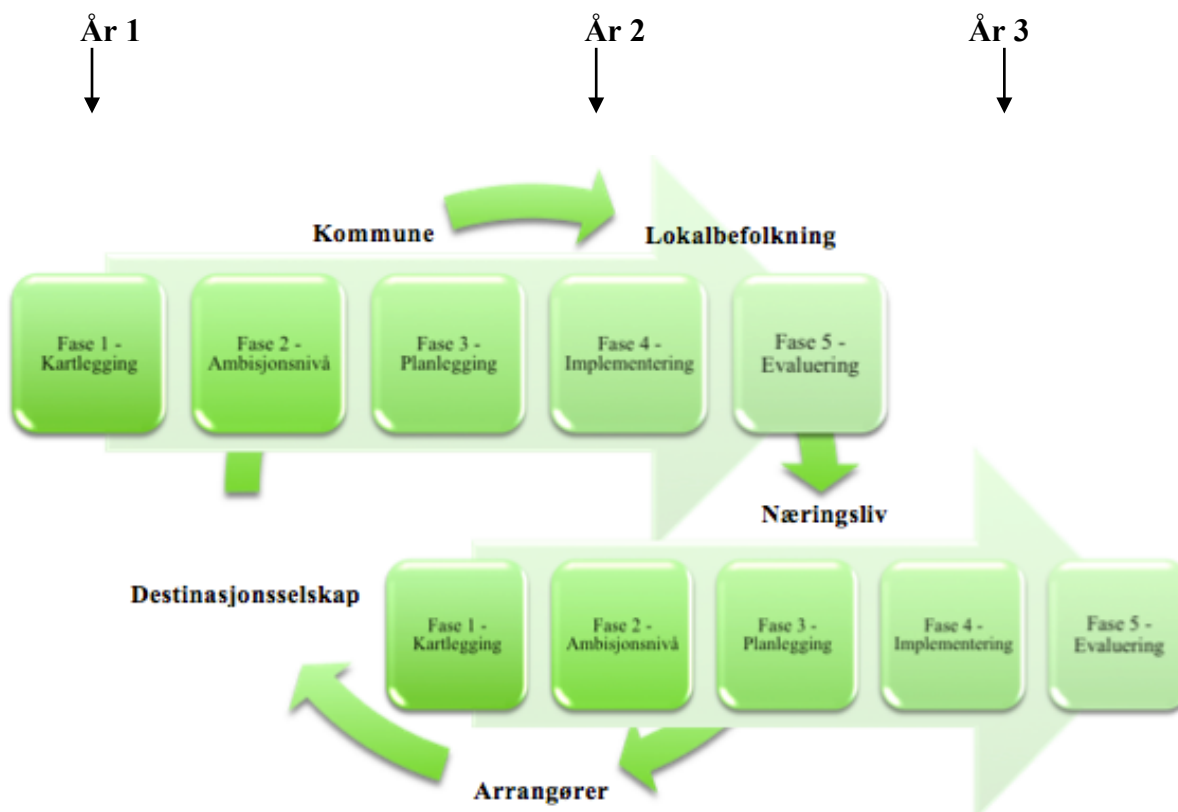 År 1
År 2
År 3
Kommune
Lokalbefolkning
Fase 1 -
Kartlegging
Fase 2 -
Ambisjonsnivå
Fase 3 -
Planlegging
Fase 4 -
Implementering
Fase 5 -
Evaluering
Næringsliv
Destinasjonsselskap
Fase 1 -
Kartlegging
Fase 2 -
Ambisjonsnivå
Fase 3 -
Planlegging
Fase 4 -
Implementering
Fase 5 -
Evaluering
Arrangører